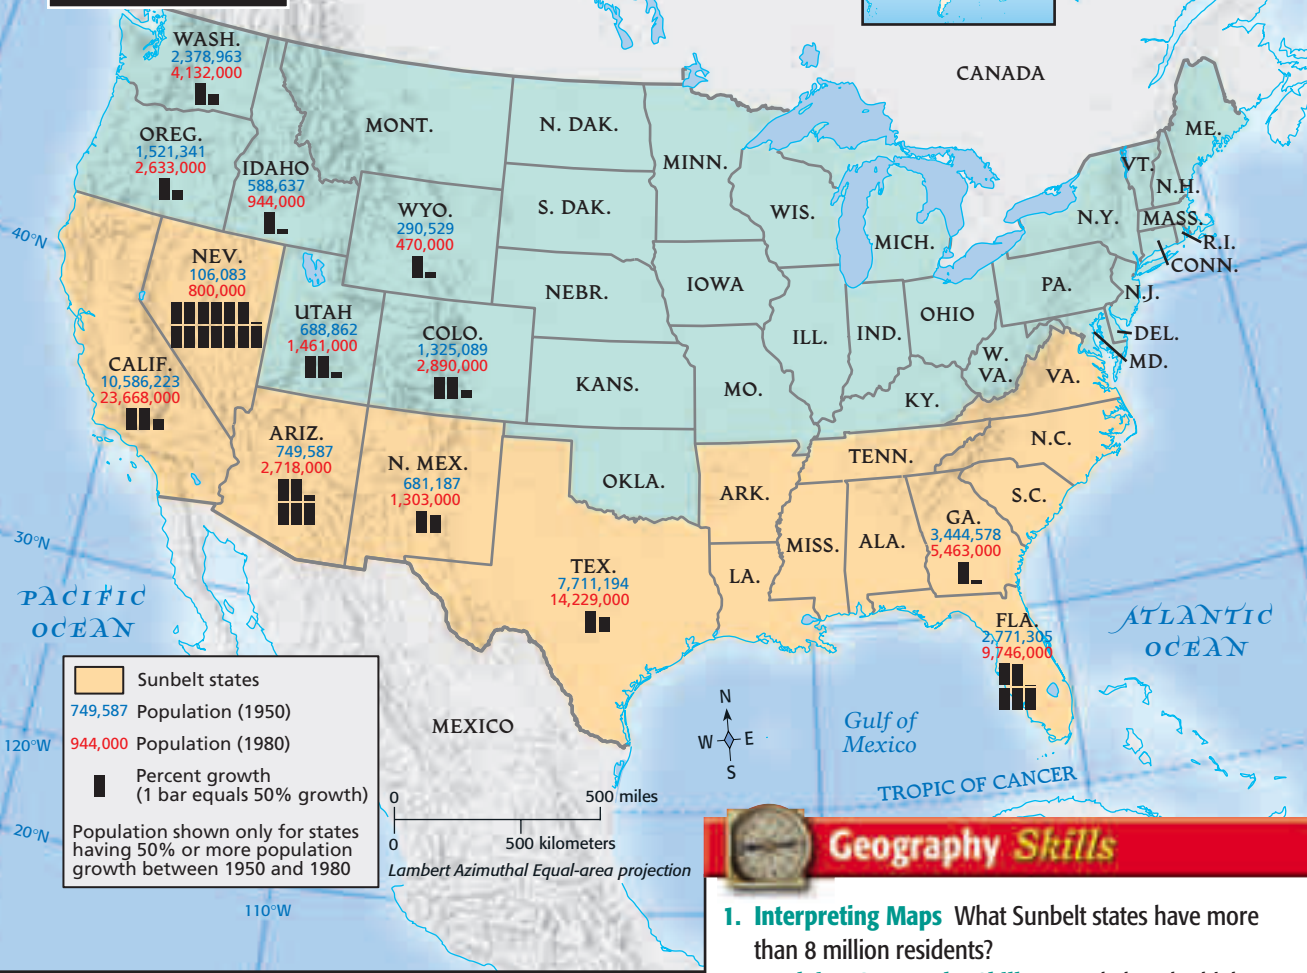 CANADA
WASH.
2,378,963
4,132,000
OREG.
1,521,341
2,633,000
IDAHO
588,637
944,000
MONT.
N. DAK.
MINN.
S. DAK.
WYO.
290,529
470,000
WIS.
MICH.
ME.
VT.
N.H.
N.Y.
MASS.
R.I.
CONN.
40°N
NEV.
106,083
800,000
UTAH
688,862
1,461,000
COLO.
1,325,089
2,890,000
NEBR.
IOWA
ILL.
IND.
OHIO
PA.
N.J.
DEL.
MD.
W.
VA.
VA.
CALIF.
10,586,223
23,668,000
KANS.
MO.
KY.
ARIZ.
749,587
2,718,000
N. MEX.
681,187
1,303,000
OKLA.
ARK.
TENN.
N.C.
S.C.
30°N
TEX.
7,711,194
14,229,000
LA.
MISS.
ALA.
GA.
3,444,578
5,463,000
FLA.
2,771,305
9,746,000
PACIFIC
OCEAN
ATLANTIC
OCEAN
MEXICO
Gulf of
Mexico
TROPIC OF CANCER
N
W E
S
Sunbelt states
749,587 Population (1950)
944,000 Population (1980)
Percent growth
(1 bar equals 50% growth)
Population shown only for states
having 50% or more population
growth between 1950 and 1980
120°W
20°N
110°W
0 500 miles
0 500 kilometers
Lambert Azimuthal Equal-area projection
Geography Skills
1. Interpreting Maps What Sunbelt states have more
than 8 million residents?